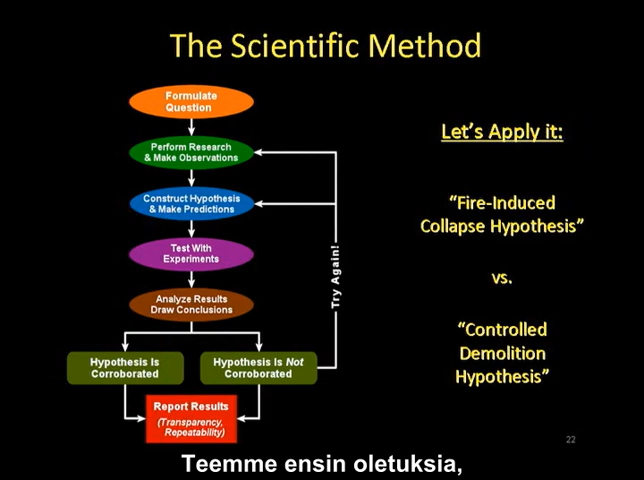 The Scientific Method
Formulate
Question
Perform Research
& Make Observations
Construct Hypothesis
& Make Predictions
Test With
Experiments
Analyze Results
Draw Conclusions
Hypothesis Is
Corroborated
Hypothesis Is Not
Corroborated
Try Again!
Report Results
(Transparency,
Repeatability)
Let's Apply it:
"Fire-Induced
Collapse Hypothesis"
vs.
"Controlled
Demolition
Hypothesis"
22
Teemme ensin oletuksia,